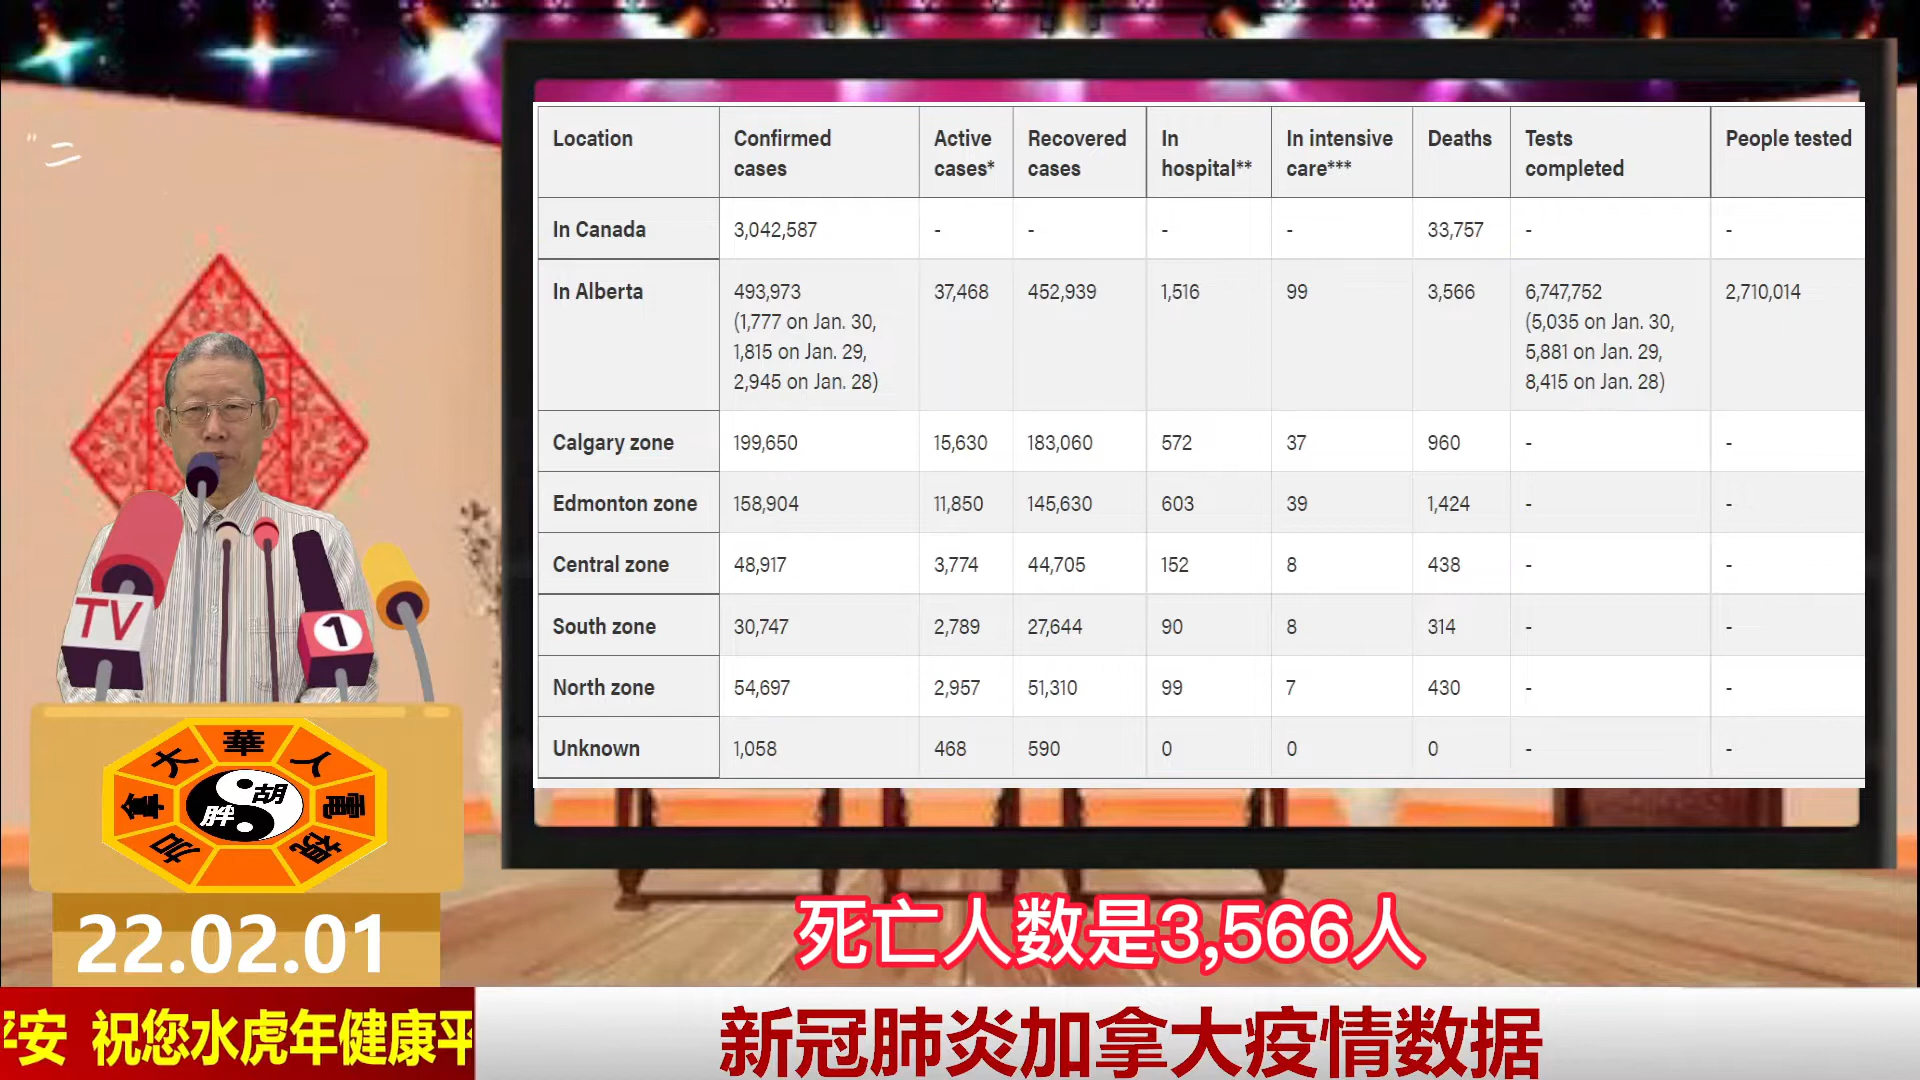 Location Confirmed cases Active cases* Recovered cases In hospital** In intensive care*** Deaths Tests completed People tested
In Canada 3,042,587 - - - - 33,757 - -
In Alberta 493,973 (1,777 on Jan. 30, 1,815 on Jan. 29, 2,945 on Jan. 28) 37,468 452,939 1,516 99 3,566 6,747,752 (5,035 on Jan. 30, 5,881 on Jan. 29, 8,415 on Jan. 28) 2,710,014
Calgary zone 199,650 15,630 183,060 572 37 960 - -
Edmonton zone 158,904 11,850 145,630 603 39 1,424 - -
Central zone 48,917 3,774 44,705 152 8 438 - -
South zone 30,747 2,789 27,644 90 8 314 - -
North zone 54,697 2,957 51,310 99 7 430 - -
Unknown 1,058 468 590 0 0 0 - -
TV
1
加拿大華人電視
胖胡
22.02.01
死亡人数是3,566人
平安 祝您水虎年健康平
新冠肺炎加拿大疫情数据